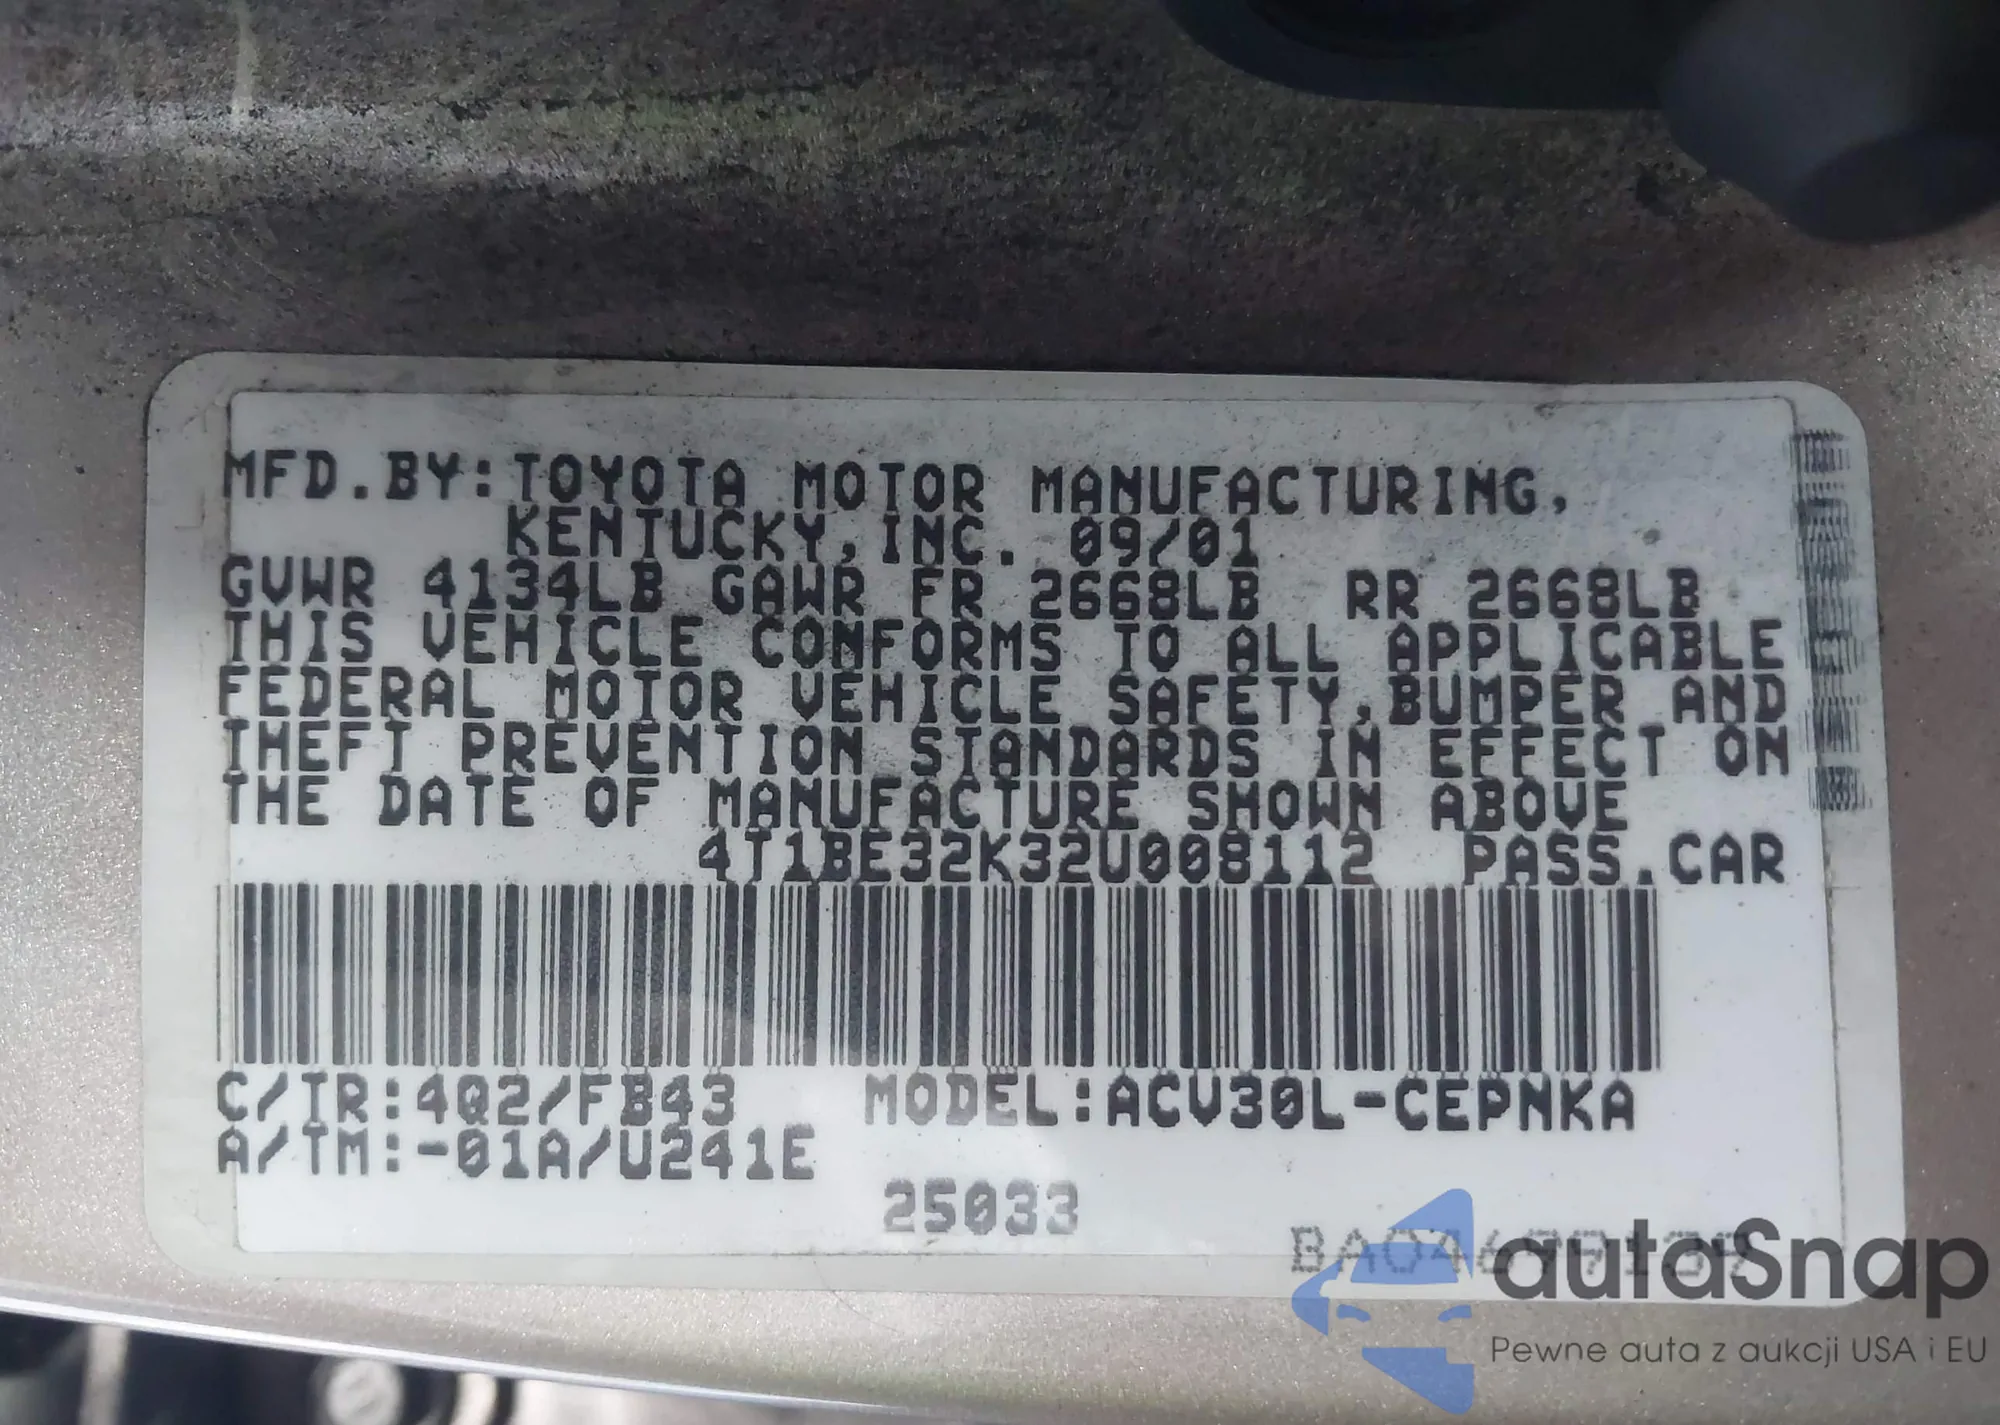 MFD.BY:TOYOTA MOTOR MANUFACTURING,
KENTUCKY,INC. 09/01
GVWR 4134LB GAWR FR 2668LB RR 2668LB
THIS VEHICLE CONFORMS TO ALL APPLICABLE
FEDERAL MOTOR VEHICLE SAFETY,BUMPER AND
THEFT PREVENTION STANDARDS IN EFFECT ON
THE DATE OF MANUFACTURE SHOWN ABOVE
4T1BE32K32U008112 PASS.CAR
C/TR:4Q2/FB43 MODEL:ACV30L-CEPNKA
A/TM:-01A/U241E
25033
autoSnap
Pewne auta z aukcji USA i EU